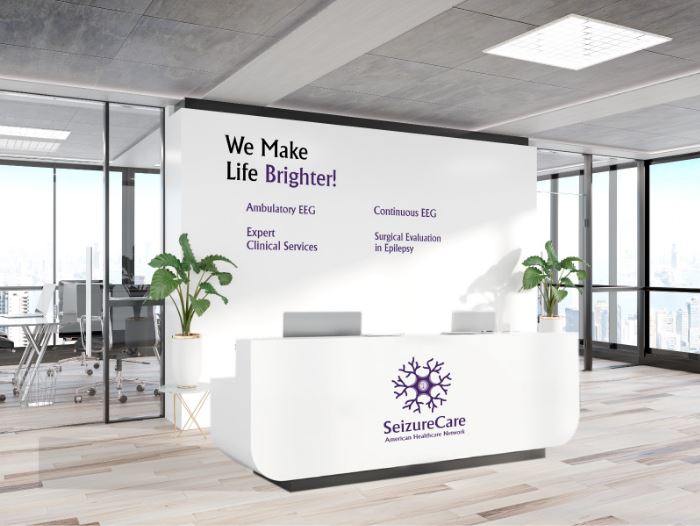 We Make
Life Brighter!
Ambulatory EEG
Continuous EEG
Expert
Clinical Services
Surgical Evaluation
in Epilepsy
SeizureCare
American Healthcare Network